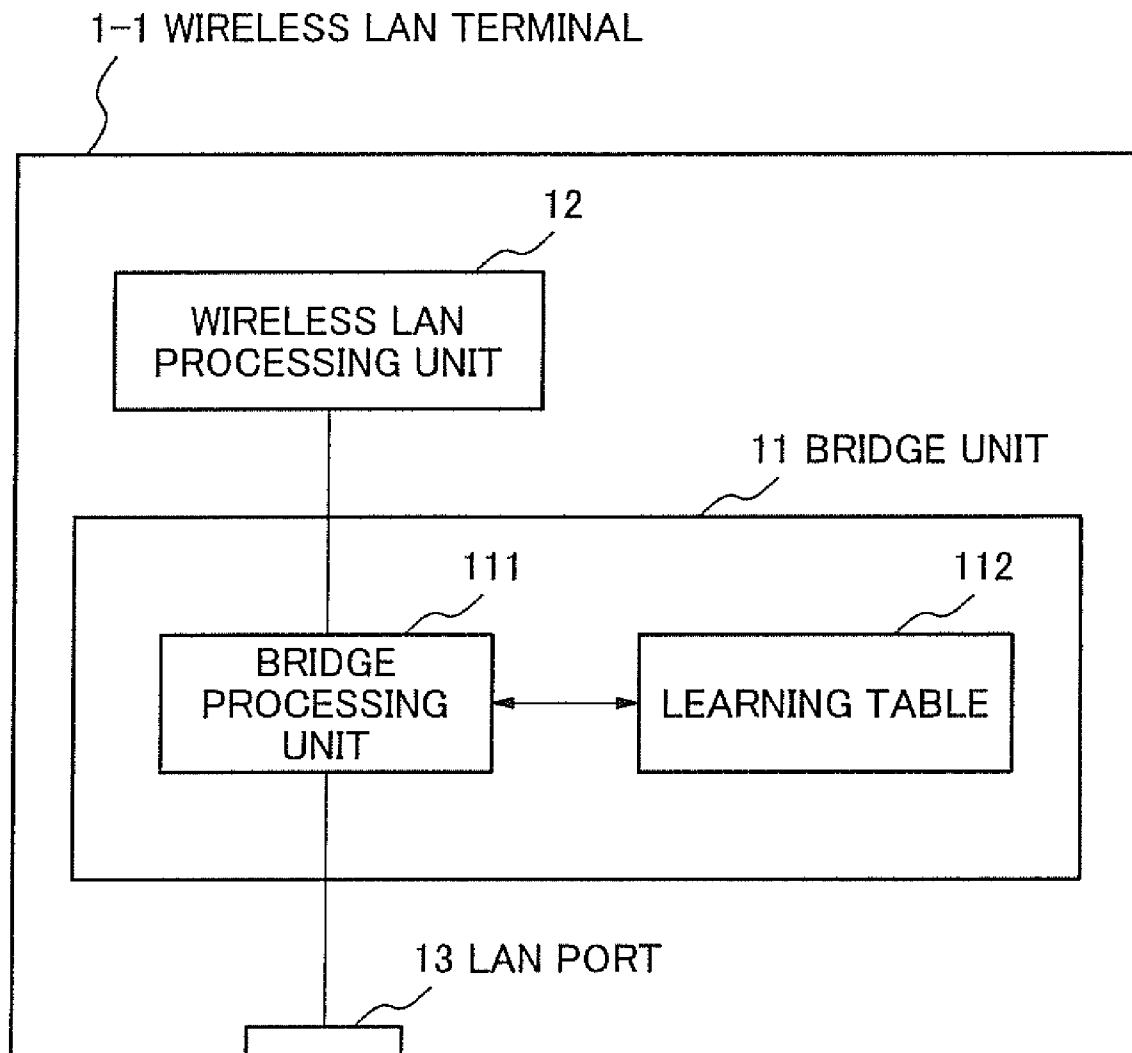 1-1 WIRELESS LAN TERMINAL
12
WIRELESS LAN
PROCESSING UNIT
11 BRIDGE UNIT
111
112
BRIDGE
PROCESSING
UNIT
LEARNING TABLE
13 LAN PORT